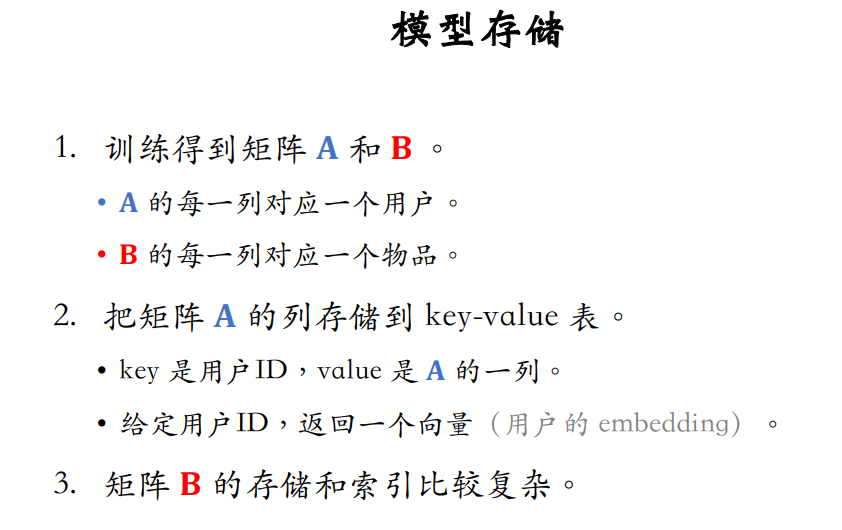 模型存储
1. 训练得到矩阵 A 和 B 。
• A 的每一列对应一个用户。
• B 的每一列对应一个物品。
2. 把矩阵 A 的列存储到 key-value 表。
• key 是用户ID，value 是 A 的一列。
• 给定用户ID，返回一个向量（用户的 embedding）。
3. 矩阵 B 的存储和索引比较复杂。